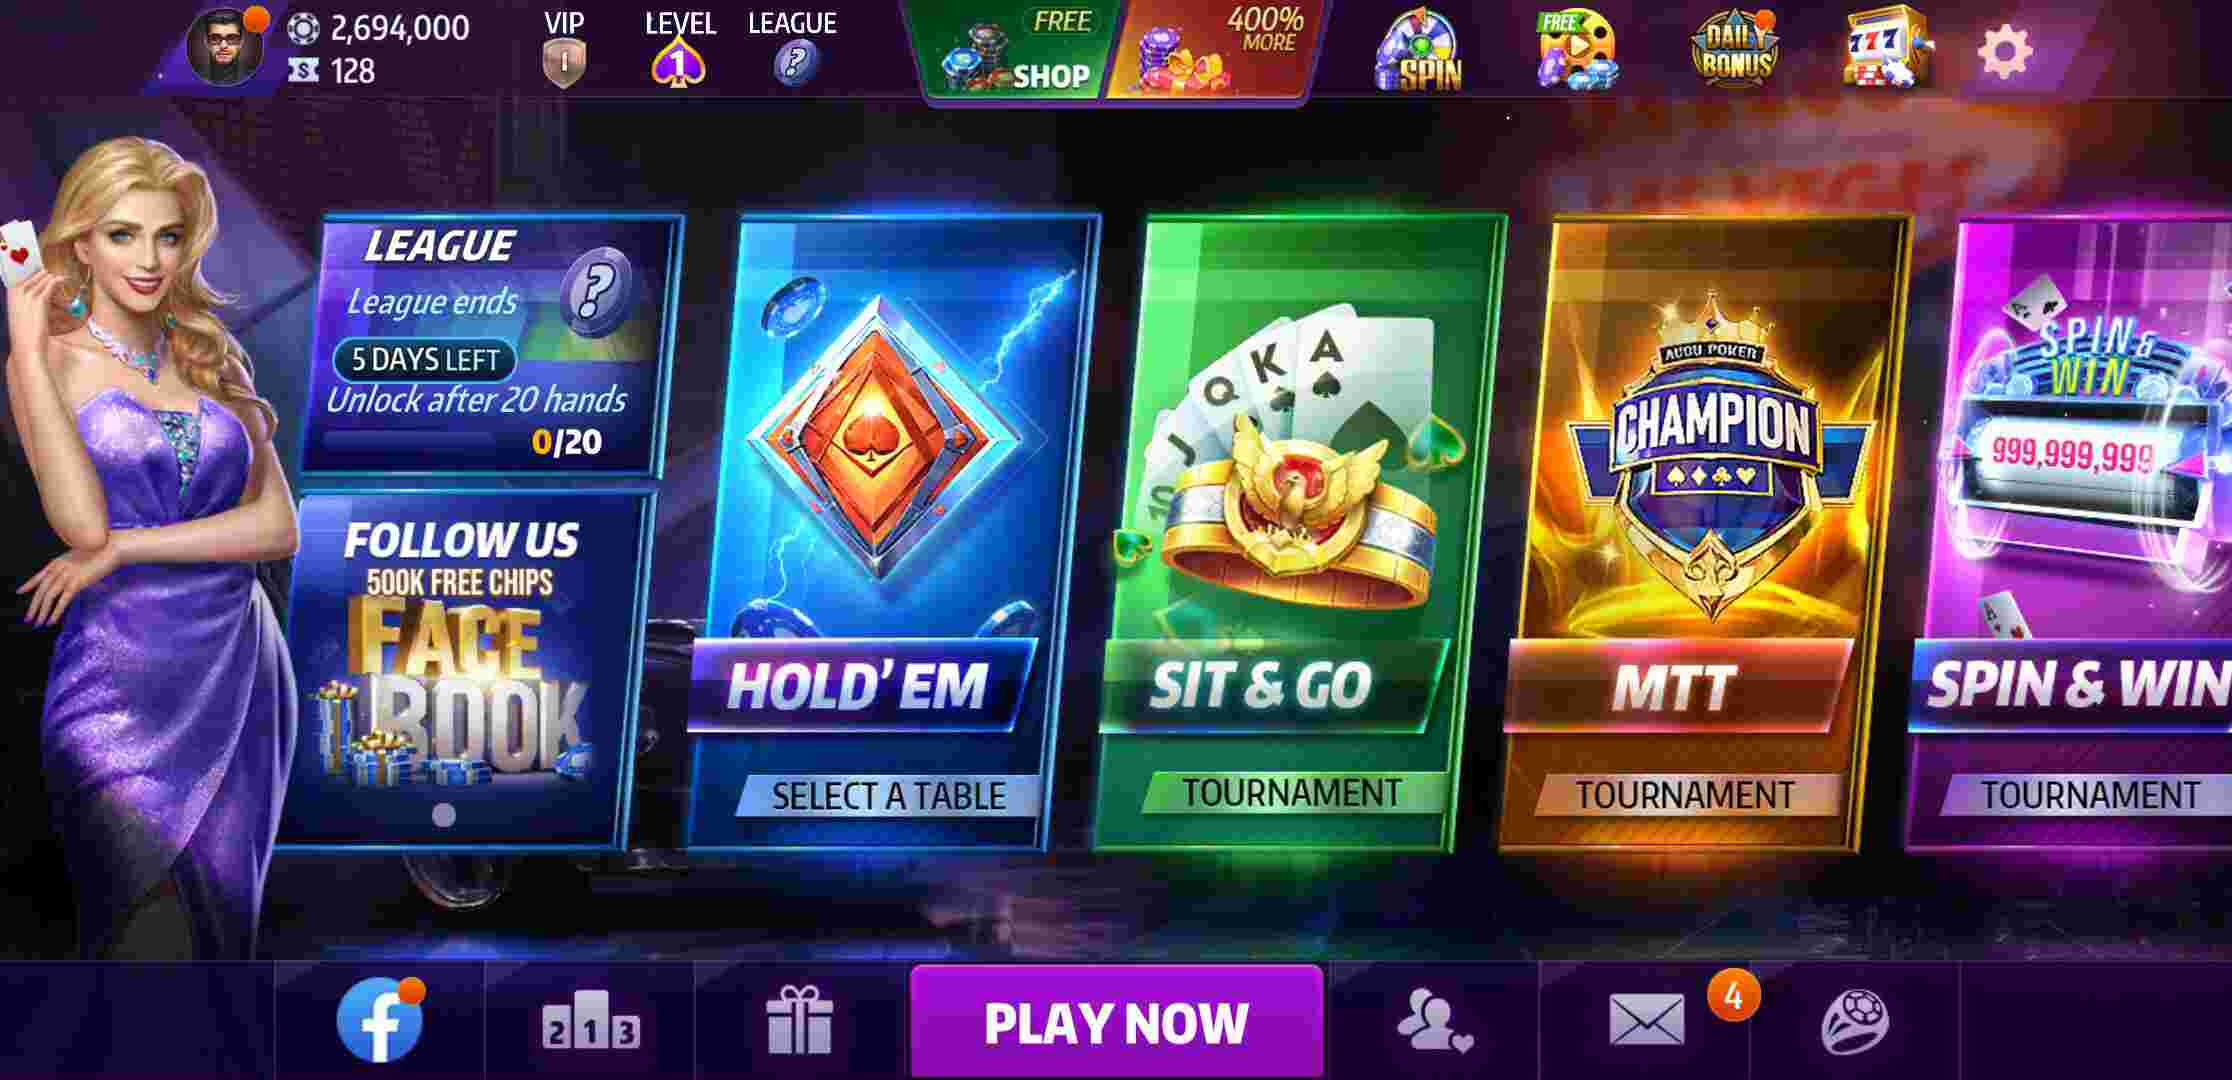 2,694,000
128
VIP
1
LEVEL
1
LEAGUE
?
FREE
SHOP
400%
MORE
SPIN
FREE
DAILY
BONUS
777
LEAGUE
?
League ends
5 DAYS LEFT
Unlock after 20 hands
0/20
FOLLOW US
500K FREE CHIPS
FACE
BOOK
HOLD'EM
SELECT A TABLE
10 J Q K A
SIT & GO
TOURNAMENT
CHAMPION
MTT
TOURNAMENT
A
SPIN &
WIN
999,999,999
A
SPIN & WIN
TOURNAMENT
f
2 1 3
PLAY NOW
4